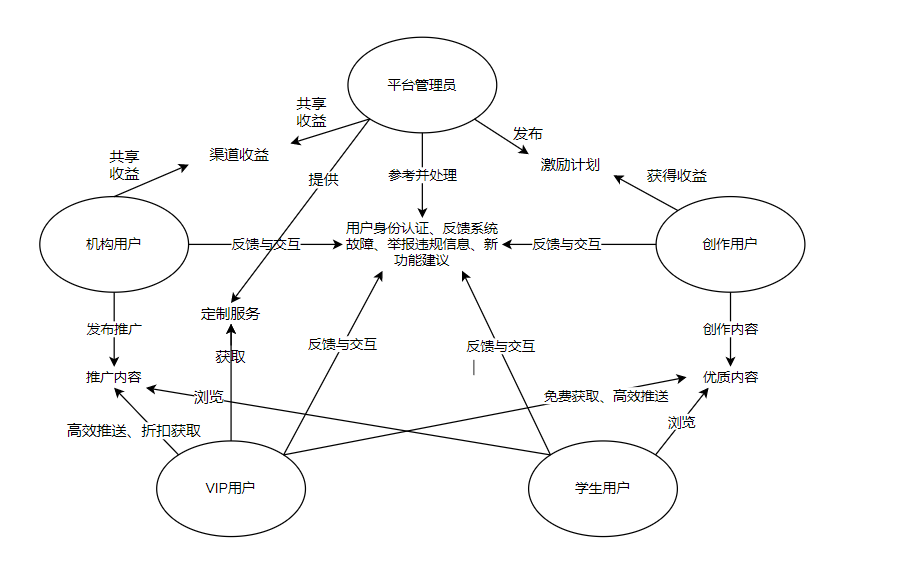 平台管理员
共享
收益
发布
渠道收益
共享
收益
激励计划
提供
参考并处理
获得收益
机构用户
反馈与交互
用户身份认证、反馈系统
故障、举报违规信息、新
功能建议
反馈与交互
创作用户
定制服务
发布推广
创作内容
反馈与交互
反馈与交互
获取
推广内容
优质内容
浏览
免费获取、高效推送
高效推送、折扣获取
浏览
VIP用户
学生用户